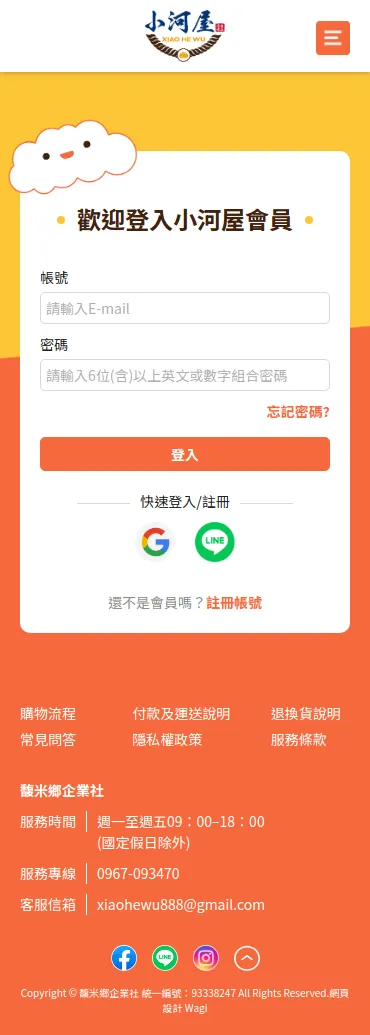 小河屋
XIAO HE WU
歡迎登入小河屋會員
帳號
請輸入E-mail
密碼
請輸入6位(含)以上英文或數字組合密碼
忘記密碼?
登入
快速登入/註冊
LINE
還不是會員嗎？註冊帳號
購物流程 付款及運送說明 退換貨說明
常見問答 隱私權政策 服務條款
馥米鄉企業社
服務時間 週一至週五09：00–18：00
(國定假日除外)
服務專線 0967-093470
客服信箱 xiaohewu888@gmail.com
LINE
Copyright © 馥米鄉企業社 統一編號：93338247 All Rights Reserved.網頁
設計 Wagi